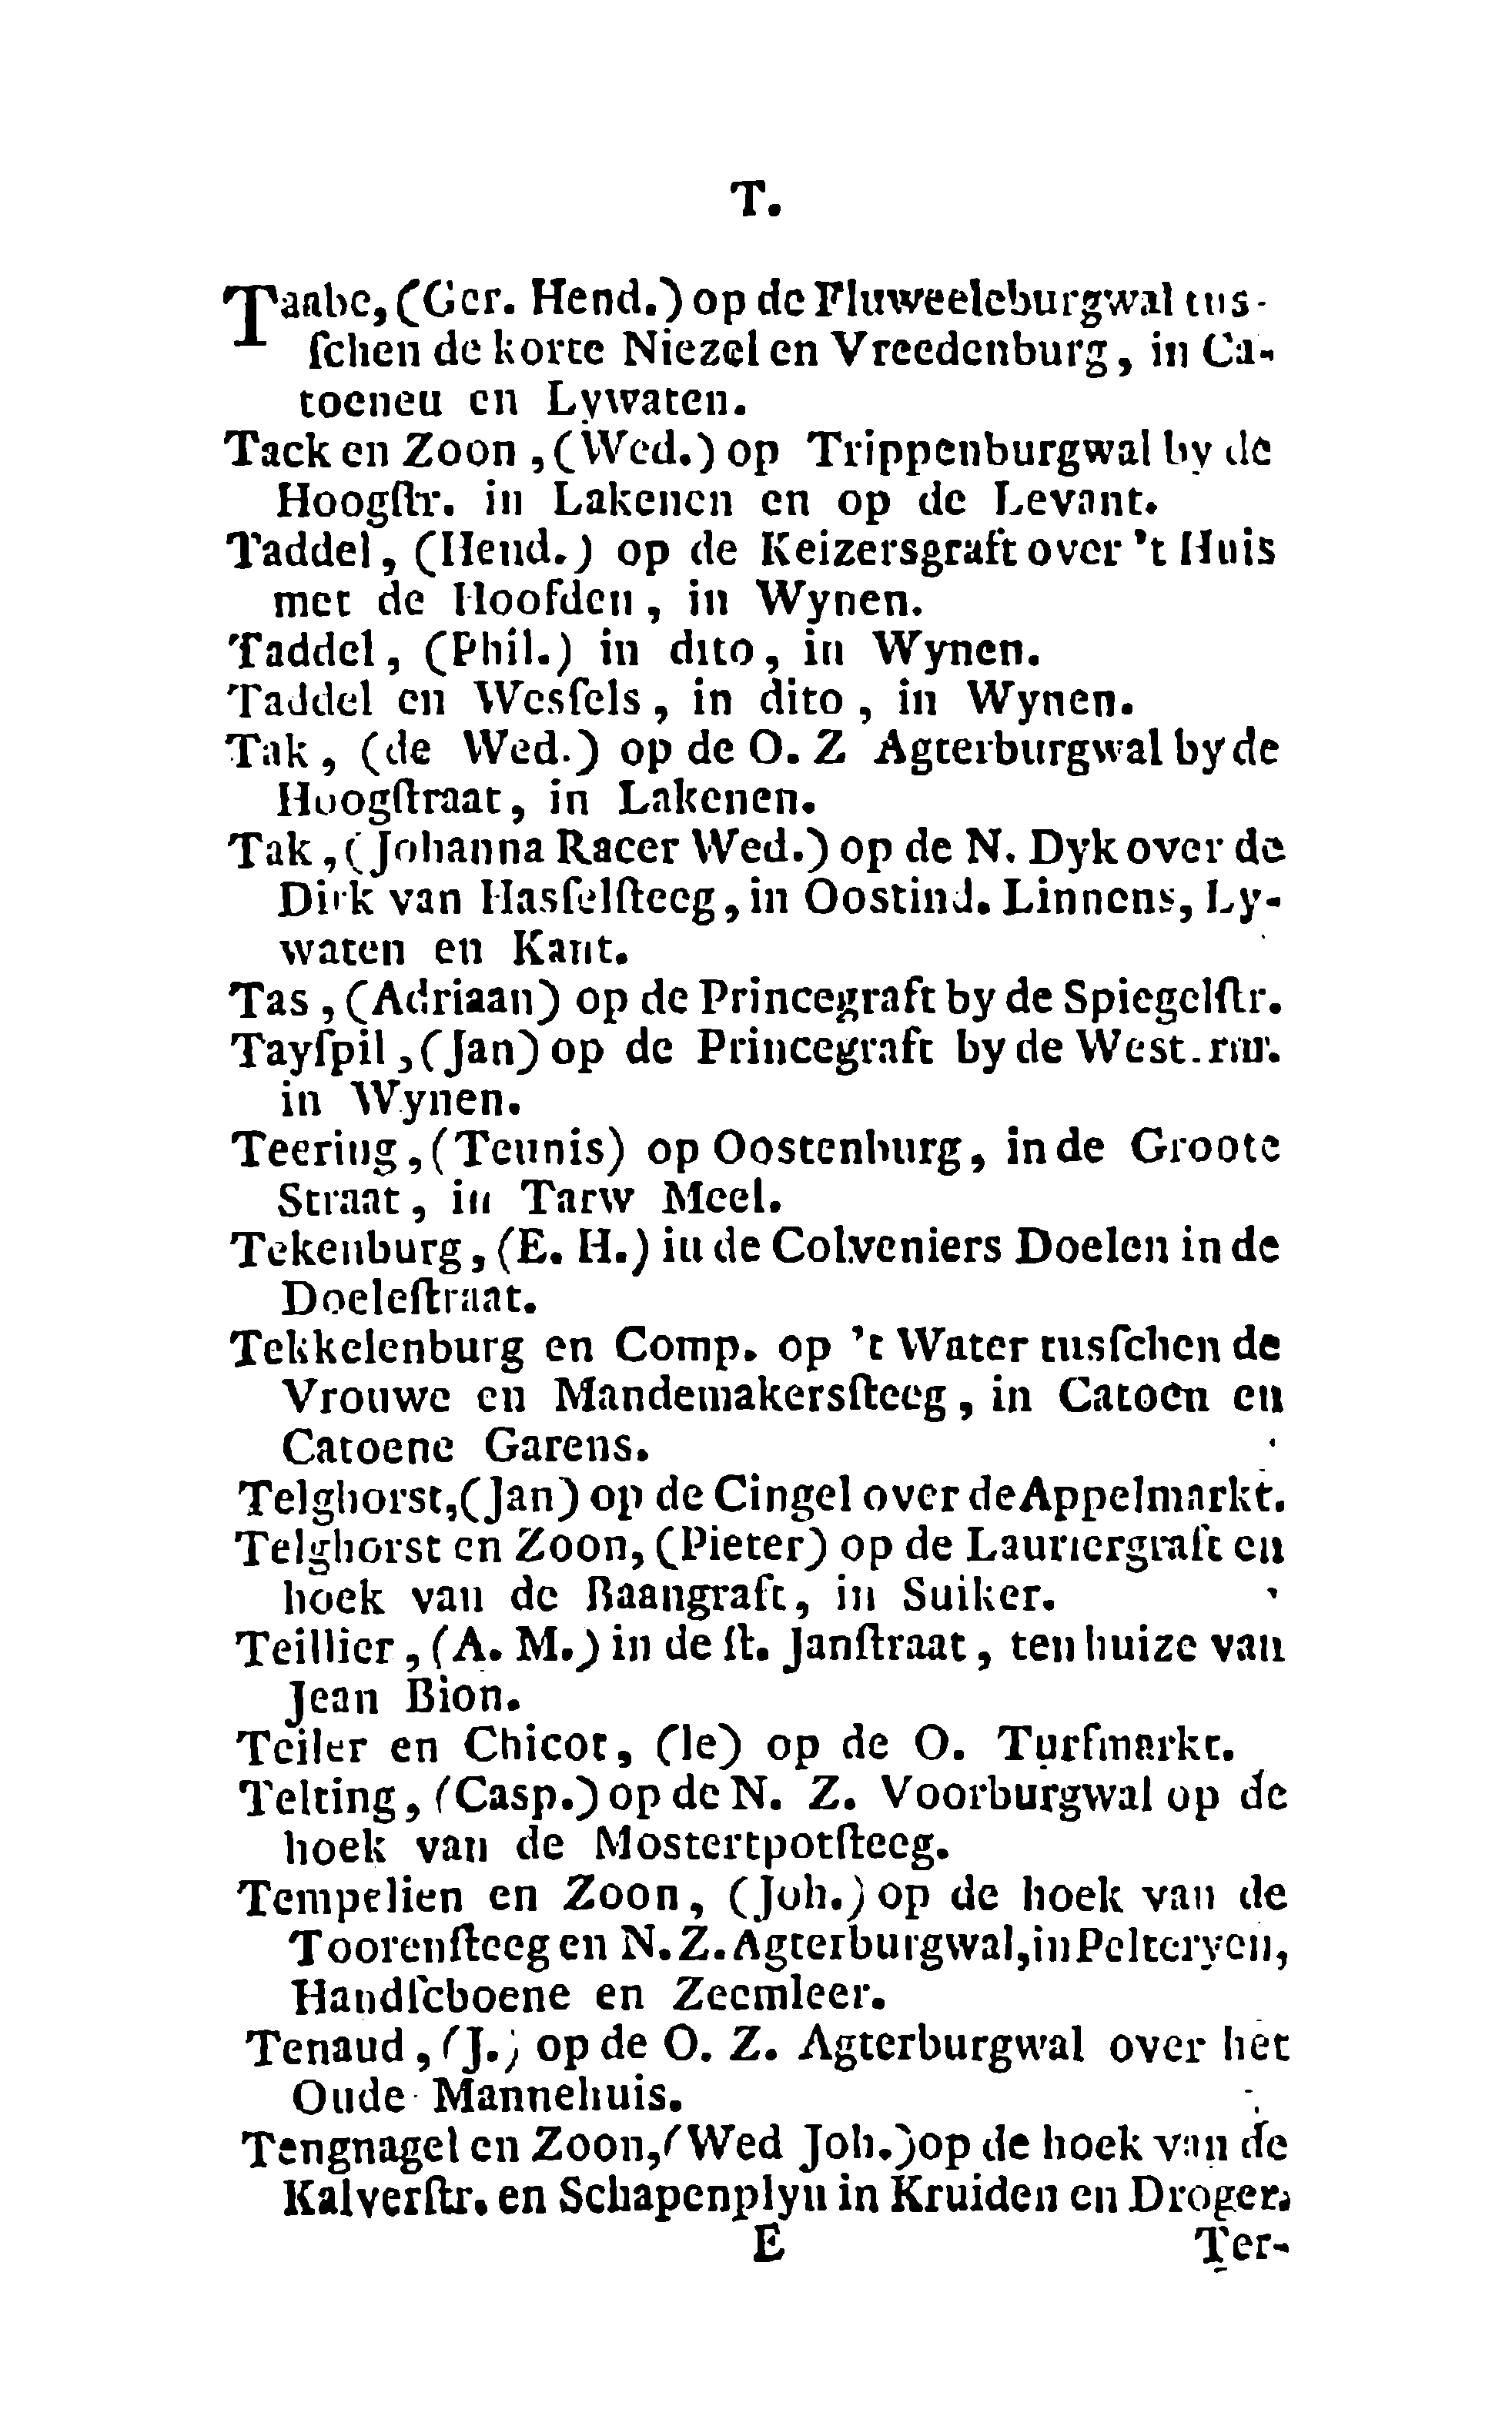 T.
Taabe, (Ger. Hend.) op de Fluweeleburgwal tus-
ſchen de korte Niezel en Vreedenburg, in Ca-
toeneu en Lywaten.
Tack en Zoon, (Wed.) op Trippenburgwal by de
Hoogſtr. in Lakenen en op de Levant.
Taddel, (Hend.) op de Keizersgraft over 't Huis
met de Hoofden, in Wynen.
Taddel, (Phil.) in dito, in Wynen.
Taddel en Wesſels, in dito, in Wynen.
Tak, (de Wed.) op de O. Z Agterburgwal by de
Hoogſtraat, in Lakenen.
Tak, (Johanna Racer Wed.) op de N. Dyk over de
Dirk van Hasſelſteeg, in Oostind. Linnens, Ly-
waten en Kant.
Tas, (Adriaan) op de Princegraft by de Spiegelſtr.
Tayſpil, (Jan) op de Princegraft by de West.mr.
in Wynen.
Teering, (Teunis) op Oostenburg, in de Groote
Straat, in Tarw Meel.
Tekenburg, (E. H.) in de Colveniers Doelen in de
Doeleſtraat.
Tekkelenburg en Comp. op 't Water tusſchen de
Vrouwe en Mandemakersſteeg, in Catoen en
Catoene Garens.
Telghorst, (Jan) op de Cingel over de Appelmarkt.
Telghorst en Zoon, (Pieter) op de Lauriergraft en
hoek van de Baangraft, in Suiker.
Teillier, (A. M.) in de ſt. Janſtraat, ten huize van
Jean Bion.
Teiler en Chicot, (le) op de O. Turfmarkt.
Telting, (Casp.) op de N. Z. Voorburgwal op de
hoek van de Mostertpotſteeg.
Tempelien en Zoon, (Joh.) op de hoek van de
Toorenſteeg en N. Z. Agterburgwal, in Pelteryen,
Handſcboene en Zeemleer.
Tenaud, (J.) op de O. Z. Agterburgwal over het
Oude Mannehuis.
Tengnagel en Zoon, (Wed Joh.) op de hoek van de
Kalverſtr. en Schapenplyn in Kruiden en Droger.
E Ter-